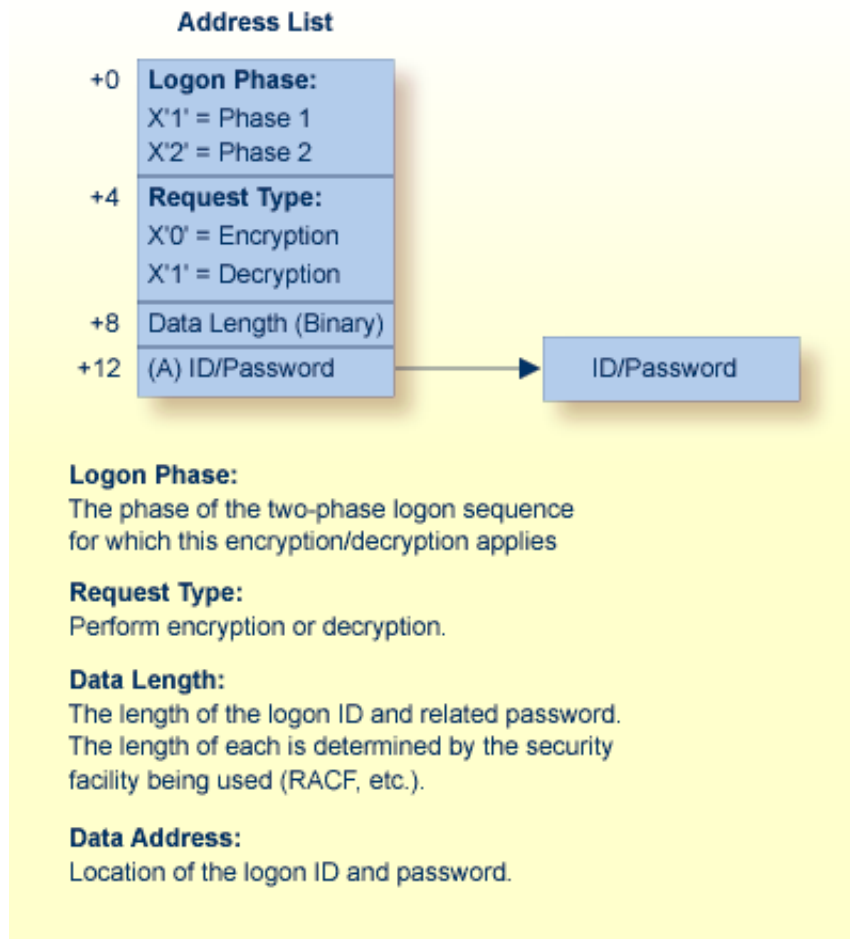 Address List
+0 Logon Phase:
X'1' = Phase 1
X'2' = Phase 2
+4 Request Type:
X'0' = Encryption
X'1' = Decryption
+8 Data Length (Binary)
+12 (A) ID/Password ID/Password
Logon Phase:
The phase of the two-phase logon sequence
for which this encryption/decryption applies
Request Type:
Perform encryption or decryption.
Data Length:
The length of the logon ID and related password.
The length of each is determined by the security
facility being used (RACF, etc.).
Data Address:
Location of the logon ID and password.